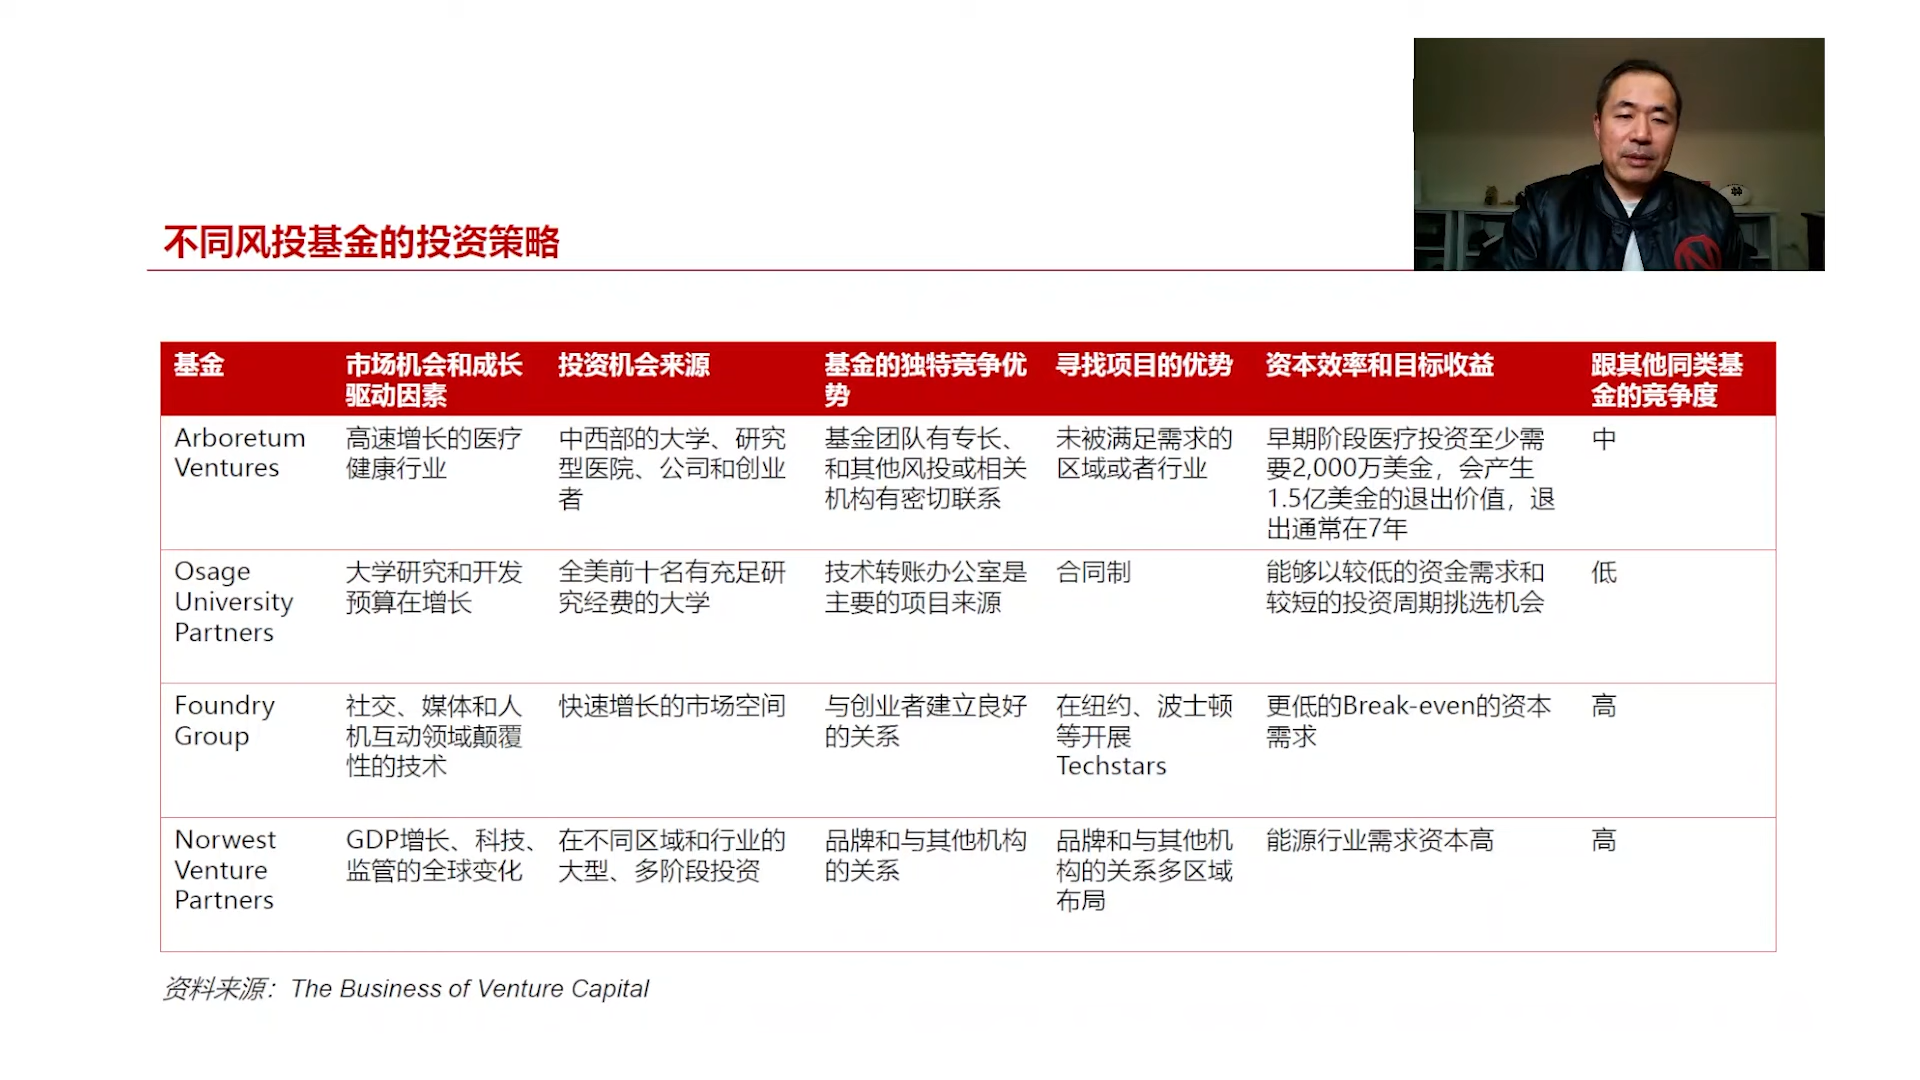 不同风投基金的投资策略
基金
市场机会和成长
驱动因素
投资机会来源
基金的独特竞争优
势
寻找项目的优势
资本效率和目标收益
跟其他同类基
金的竞争度
Arboretum
Ventures
高速增长的医疗
健康行业
中西部的大学、研究
型医院、公司和创业
者
基金团队有专长、
和其他风投或相关
机构有密切联系
未被满足需求的
区域或者行业
早期阶段医疗投资至少需
要2,000万美金，会产生
1.5亿美金的退出价值，退
出通常在7年
中
Osage
University
Partners
大学研究和开发
预算在增长
全美前十名有充足研
究经费的大学
技术转账办公室是
主要的项目来源
合同制
能够以较低的资金需求和
较短的投资周期挑选机会
低
Foundry
Group
社交、媒体和人
机互动领域颠覆
性的技术
快速增长的市场空间
与创业者建立良好
的关系
在纽约、波士顿
等开展
Techstars
更低的Break-even的资本
需求
高
Norwest
Venture
Partners
GDP增长、科技、
监管的全球变化
在不同区域和行业的
大型、多阶段投资
品牌和与其他机构
的关系
品牌和与其他机
构的关系多区域
布局
能源行业需求资本高
高
资料来源：The Business of Venture Capital